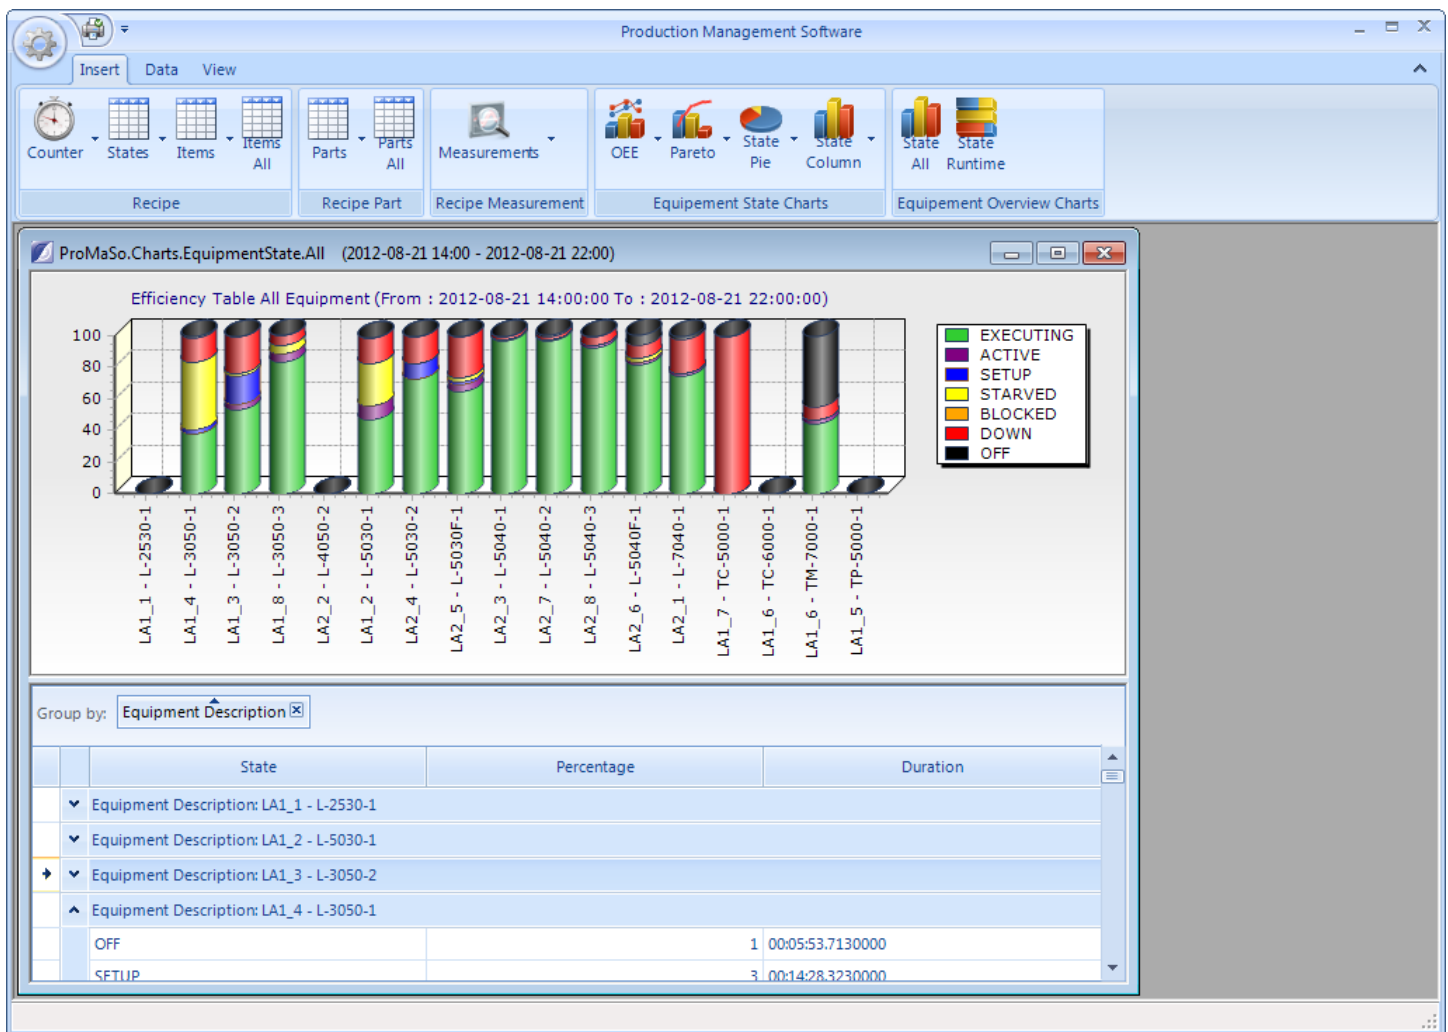 Production Management Software
Insert Data View
Counter States Items Items All Parts Parts All Measurements OEE Pareto State Pie State Column State All State Runtime
Recipe Recipe Part Recipe Measurement Equipement State Charts Equipement Overview Charts
ProMaSo.Charts.EquipmentState.All (2012-08-21 14:00 - 2012-08-21 22:00)
Efficiency Table All Equipment (From : 2012-08-21 14:00:00 To : 2012-08-21 22:00:00)
100
80
60
40
20
0
LA1_1 - L-2530-1
LA1_4 - L-3050-1
LA1_3 - L-3050-2
LA1_8 - L-3050-3
LA2_2 - L-4050-2
LA1_2 - L-5030-1
LA2_4 - L-5030-2
LA2_5 - L-5030F-1
LA2_3 - L-5040-1
LA2_7 - L-5040-2
LA2_8 - L-5040-3
LA2_6 - L-5040F-1
LA2_1 - L-7040-1
LA1_7 - TC-5000-1
LA1_6 - TC-6000-1
LA1_6 - TM-7000-1
LA1_5 - TP-5000-1
EXECUTING
ACTIVE
SETUP
STARVED
BLOCKED
DOWN
OFF
Group by: Equipment Description
State Percentage Duration
Equipment Description: LA1_1 - L-2530-1
Equipment Description: LA1_2 - L-5030-1
Equipment Description: LA1_3 - L-3050-2
Equipment Description: LA1_4 - L-3050-1
OFF 1 00:05:53.7130000
SETUP 3 00:14:28.3230000